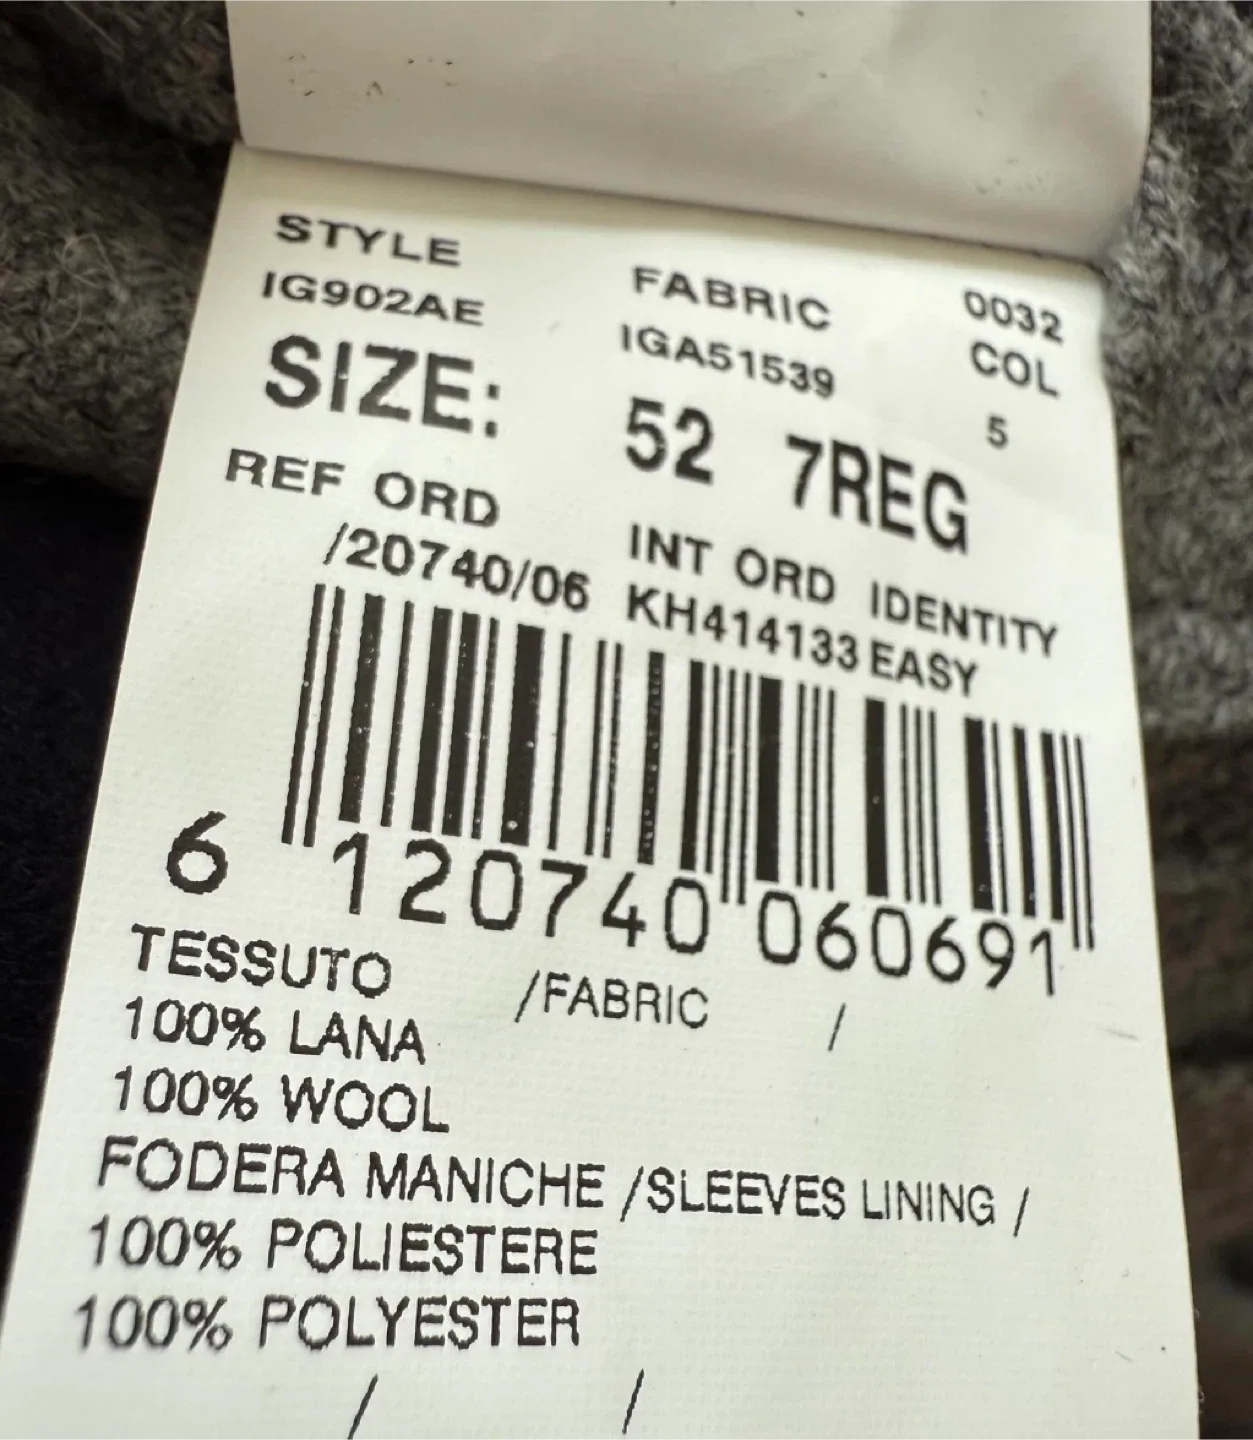 STYLE FABRIC 0032
IG902AE IGA51539 COL
SIZE: 52 7REG 5
REF ORD INT ORD IDENTITY
/20740/06 KH414133 EASY
6 120740 060691
TESSUTO /FABRIC /
100% LANA
100% WOOL
FODERA MANICHE /SLEEVES LINING /
100% POLIESTERE
100% POLYESTER
/ /